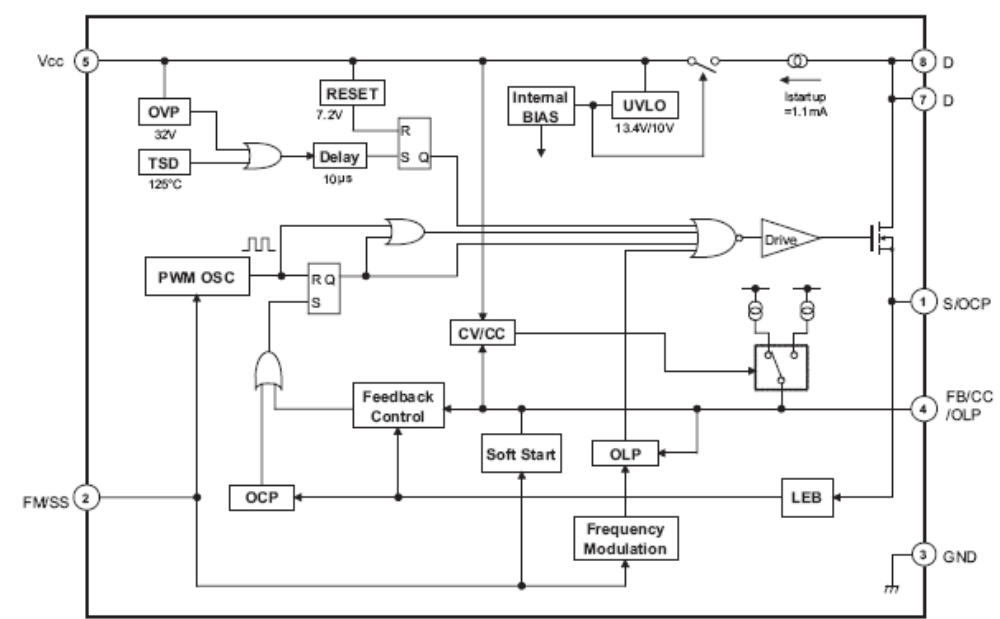 Vcc
5
8
D
7
D
Istartup
=1.1mA
OVP
32V
TSD
125°C
RESET
7.2V
Delay
10µs
R
S Q
Internal
BIAS
UVLO
13.4V/10V
PWM OSC
R Q
S
Drive
1
S/OCP
CV/CC
Feedback
Control
4
FB/CC
/OLP
Soft Start
OLP
FM/SS
2
OCP
LEB
Frequency
Modulation
3
GND